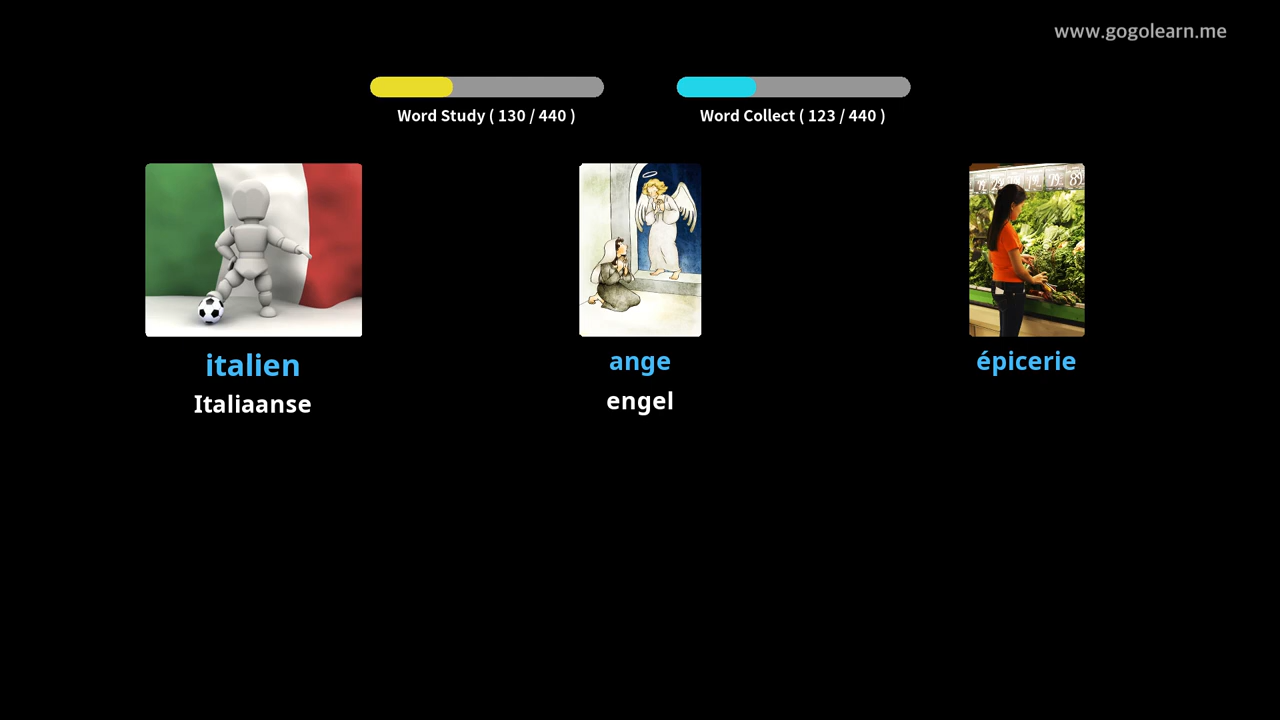 www.gogolearn.me
Word Study ( 130 / 440 )
Word Collect ( 123 / 440 )
italien
Italiaanse
ange
engel
épicerie